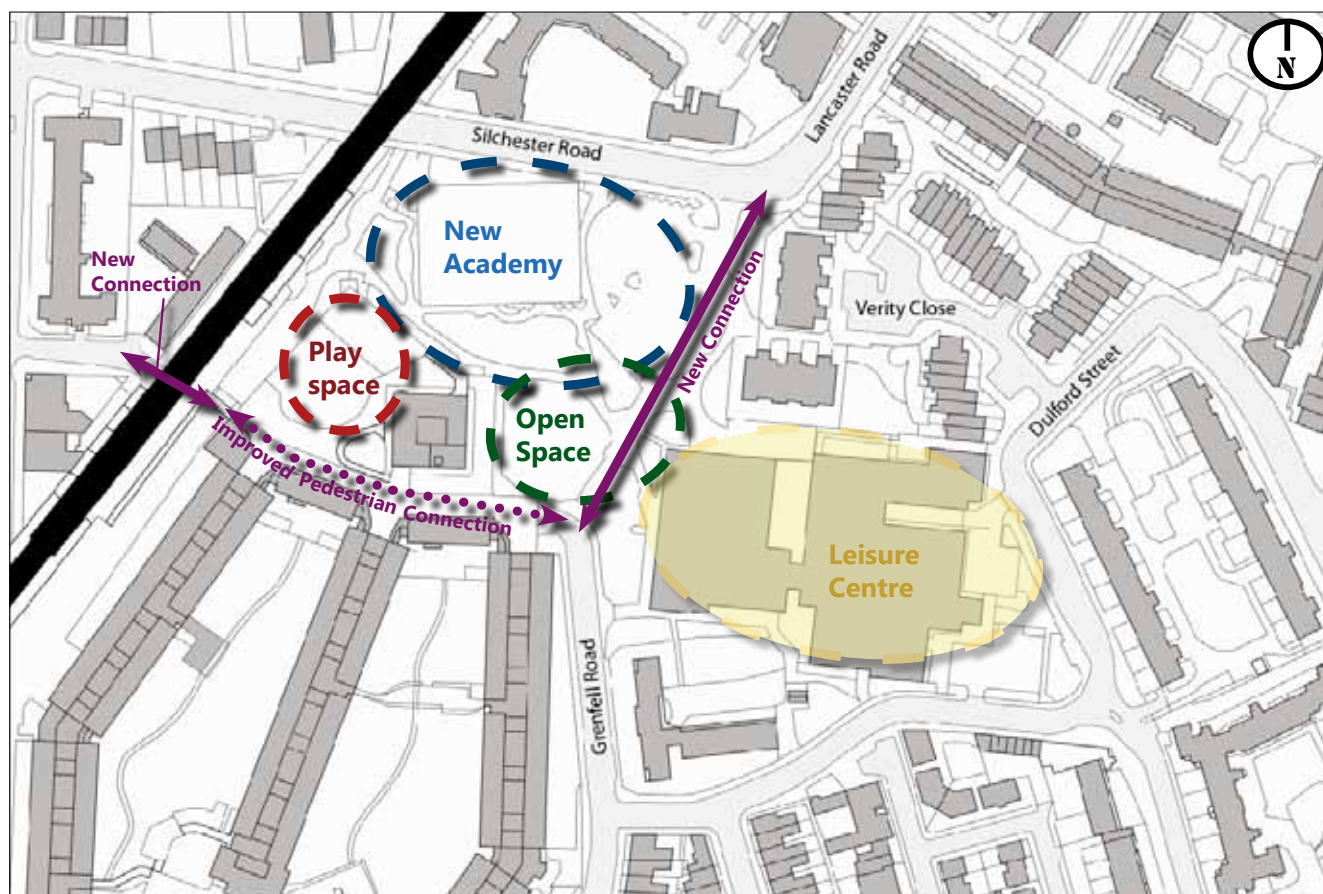 N
Lancaster Road
Silchester Road
New
Academy
New
Connection
New Connection
Verity Close
Play
space
Dulford Street
Open
Space
Improved Pedestrian Connection
Leisure
Centre
Grenfell Road